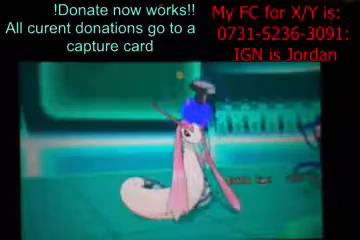 !Donate now works!!
All curent donations go to a
capture card
My FC for X/Y is:
0731-5236-3091:
IGN is Jordan